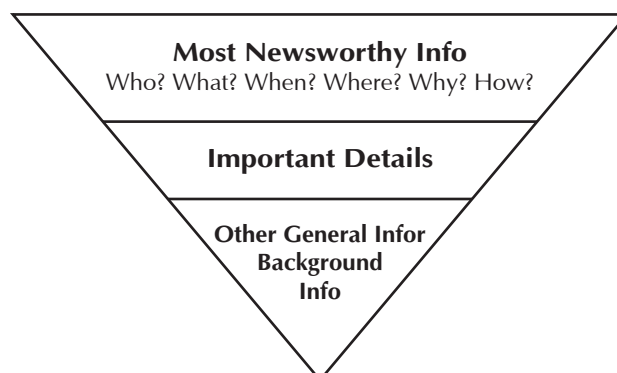 Most Newsworthy Info
Who? What? When? Where? Why? How?
Important Details
Other General Infor
Background
Info